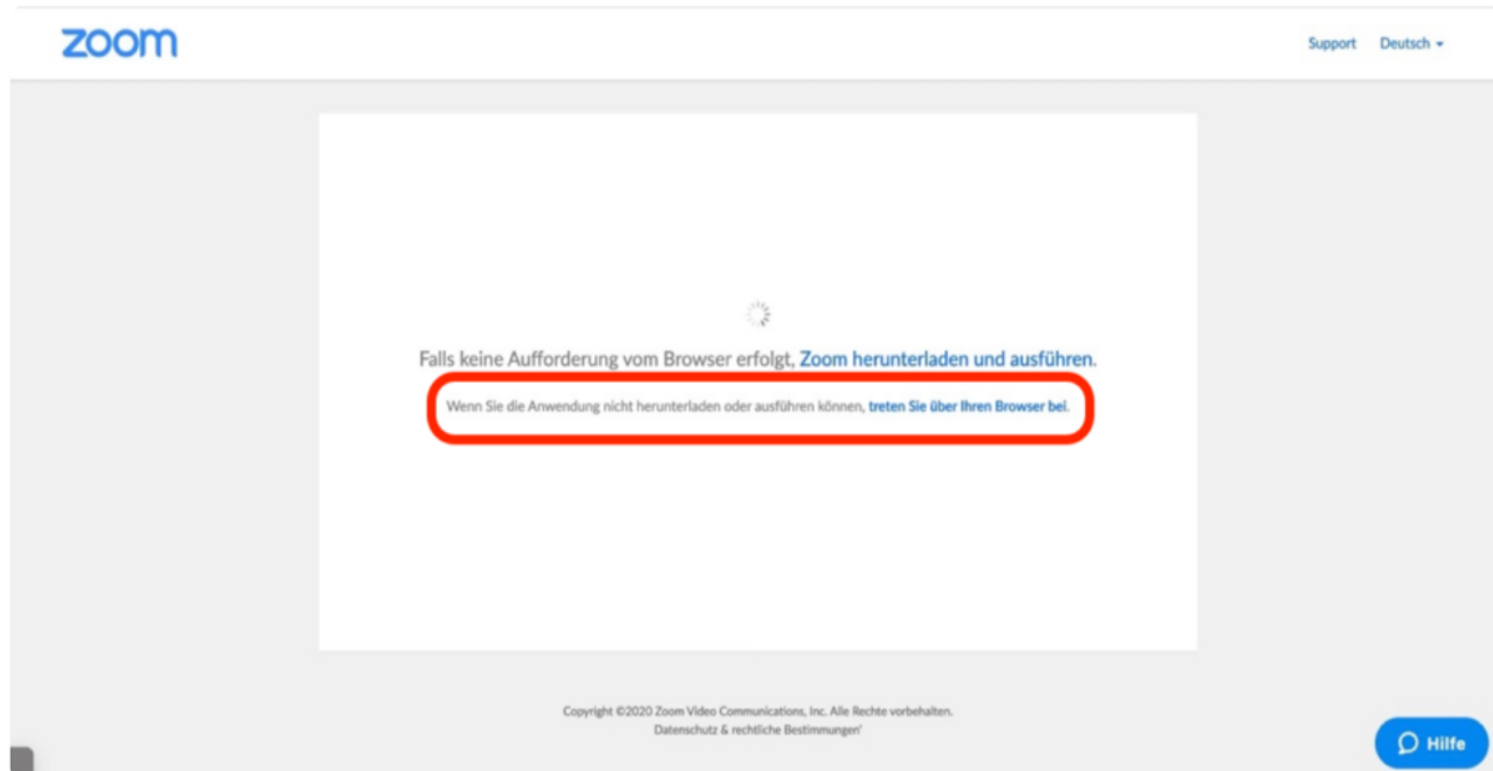 zoom
Support Deutsch
Falls keine Aufforderung vom Browser erfolgt, Zoom herunterladen und ausführen.
Wenn Sie die Anwendung nicht herunterladen oder ausführen können, treten Sie über Ihren Browser bei.
Copyright ©2020 Zoom Video Communications, Inc. Alle Rechte vorbehalten.
Datenschutz & rechtliche Bestimmungen'
Hilfe